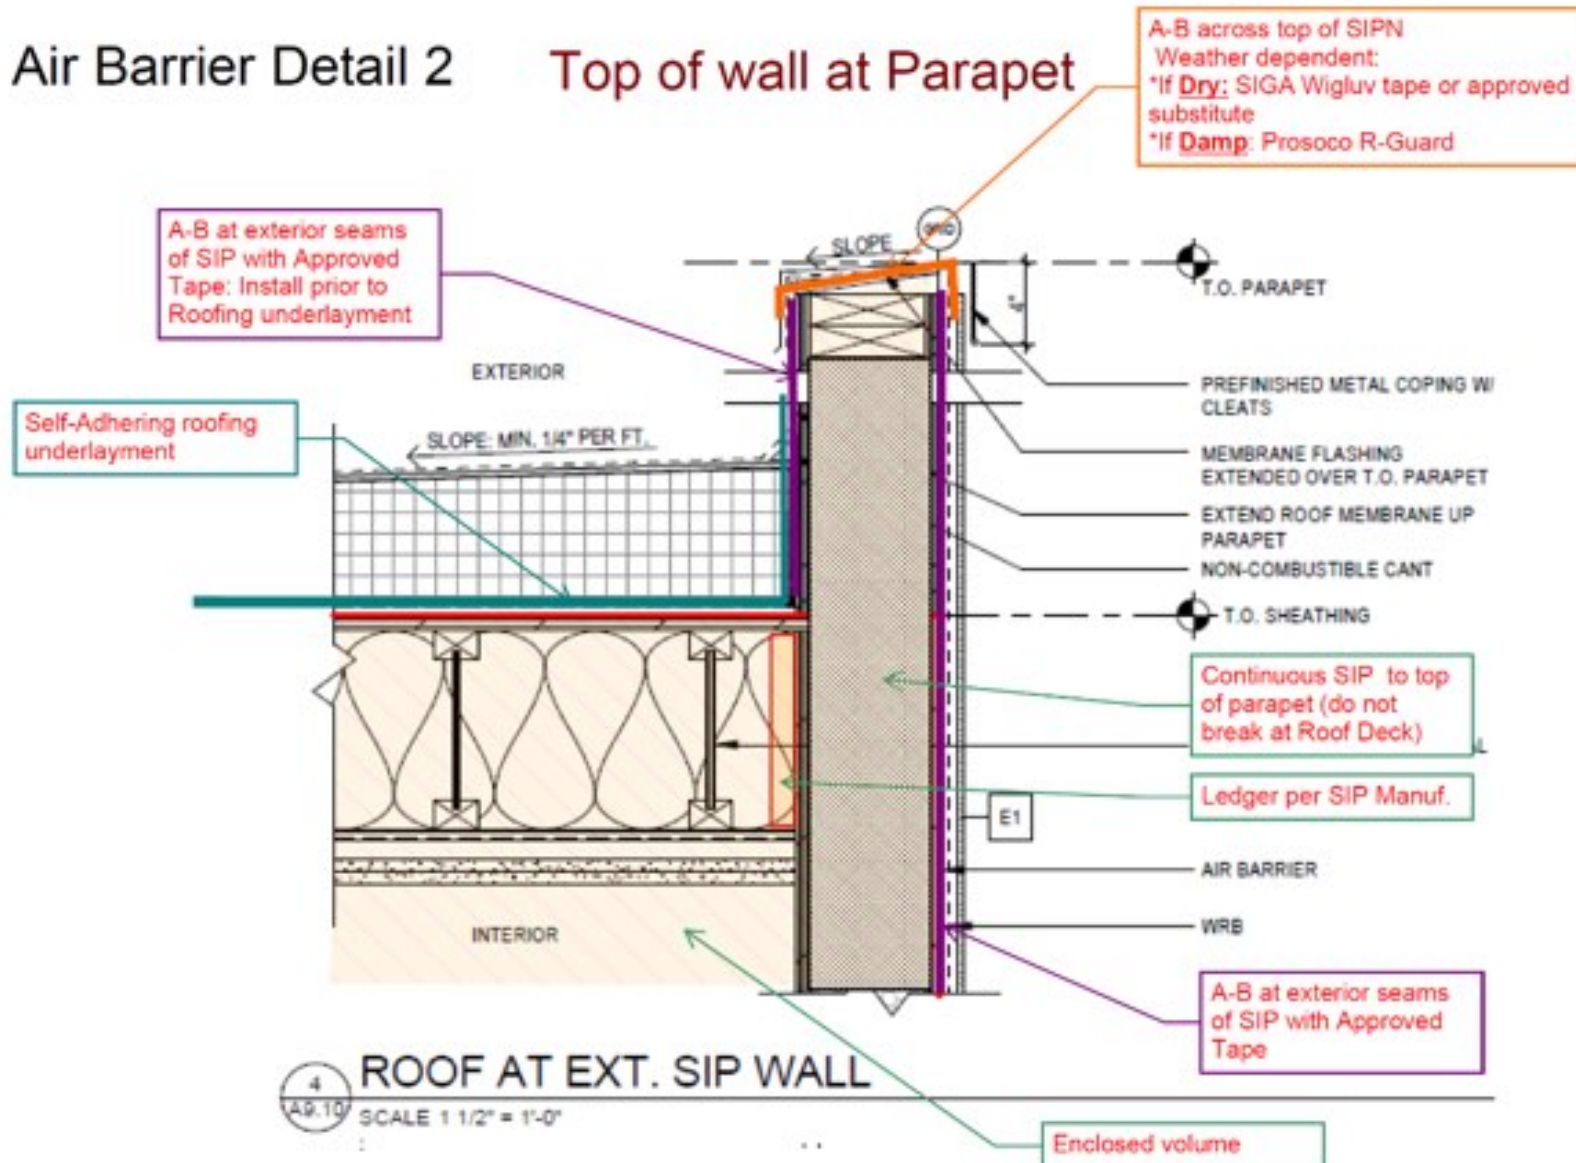 Air Barrier Detail 2
Top of wall at Parapet
A-B across top of SIPN
Weather dependent:
*If Dry: SIGA Wigluv tape or approved
substitute
*If Damp: Prosoco R-Guard
A-B at exterior seams
of SIP with Approved
Tape: Install prior to
Roofing underlayment
SLOPE
T.O. PARAPET
4"
EXTERIOR
PREFINISHED METAL COPING W/
CLEATS
Self-Adhering roofing
underlayment
SLOPE: MIN. 1/4" PER FT.
MEMBRANE FLASHING
EXTENDED OVER T.O. PARAPET
EXTEND ROOF MEMBRANE UP
PARAPET
NON-COMBUSTIBLE CANT
T.O. SHEATHING
Continuous SIP to top
of parapet (do not
break at Roof Deck)
Ledger per SIP Manuf.
E1
AIR BARRIER
INTERIOR
WRB
A-B at exterior seams
of SIP with Approved
Tape
4
A9.10
ROOF AT EXT. SIP WALL
SCALE 1 1/2" = 1'-0"
Enclosed volume